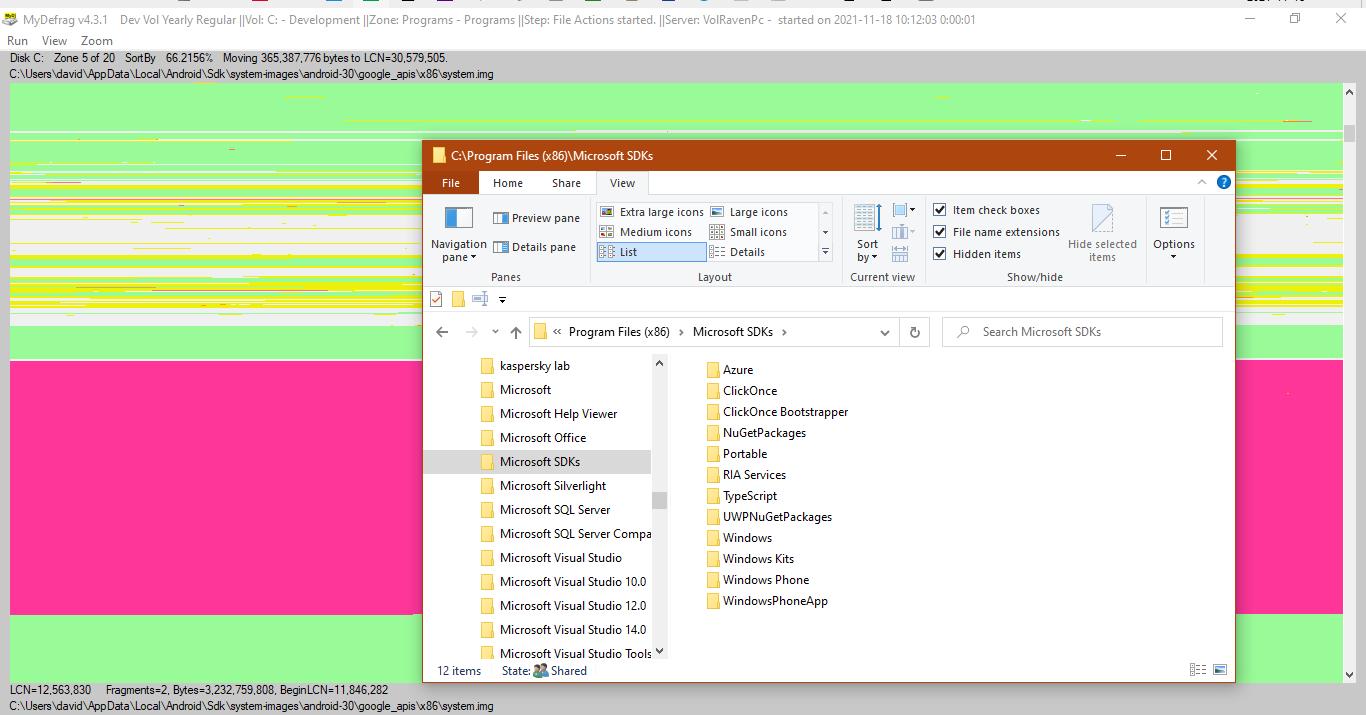 MyDefrag v4.3.1 Dev Vol Yearly Regular ||Vol: C: - Development ||Zone: Programs - Programs ||Step: File Actions started. ||Server: VolRavenPc - started on 2021-11-18 10:12:03 0:00:01
Run View Zoom
Disk C: Zone 5 of 20 SortBy 66.2156% Moving 365,387,776 bytes to LCN=30,579,505.
C:\Users\david\AppData\Local\Android\Sdk\system-images\android-30\google_apis\x86\system.img
C:\Program Files (x86)\Microsoft SDKs
File Home Share View
Navigation pane
Preview pane
Details pane
Panes
Extra large icons Large icons
Medium icons Small icons
List Details
Layout
Sort by
Current view
Item check boxes
File name extensions
Hidden items
Hide selected items
Show/hide
Options
« Program Files (x86) › Microsoft SDKs ›
Search Microsoft SDKs
kaspersky lab
Microsoft
Microsoft Help Viewer
Microsoft Office
Microsoft SDKs
Microsoft Silverlight
Microsoft SQL Server
Microsoft SQL Server Compa
Microsoft Visual Studio
Microsoft Visual Studio 10.0
Microsoft Visual Studio 12.0
Microsoft Visual Studio 14.0
Microsoft Visual Studio Tools
Azure
ClickOnce
ClickOnce Bootstrapper
NuGetPackages
Portable
RIA Services
TypeScript
UWPNuGetPackages
Windows
Windows Kits
Windows Phone
WindowsPhoneApp
12 items State: Shared
LCN=12,563,830 Fragments=2, Bytes=3,232,759,808, BeginLCN=11,846,282
C:\Users\david\AppData\Local\Android\Sdk\system-images\android-30\google_apis\x86\system.img